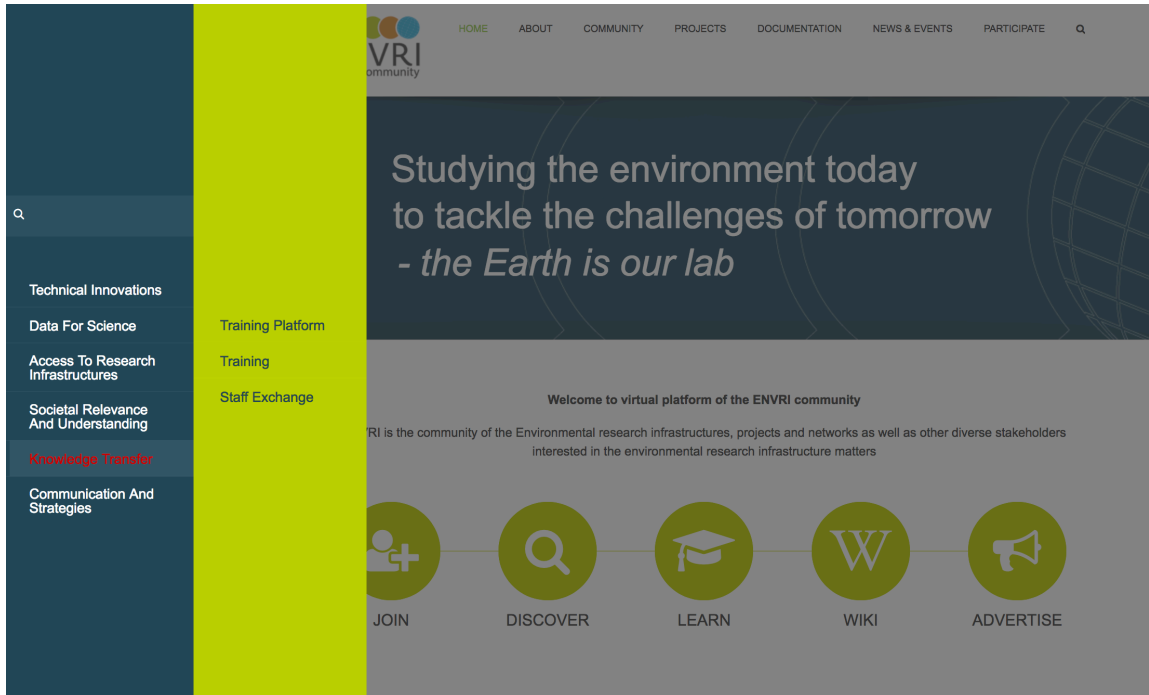 Technical Innovations
Data For Science
Access To Research
Infrastructures
Societal Relevance
And Understanding
Knowledge Transfer
Communication And
Strategies
Training Platform
Training
Staff Exchange
VRI
ommunity
HOME ABOUT COMMUNITY PROJECTS DOCUMENTATION NEWS & EVENTS PARTICIPATE
Studying the environment today
to tackle the challenges of tomorrow
- the Earth is our lab
Welcome to virtual platform of the ENVRI community
RI is the community of the Environmental research infrastructures, projects and networks as well as other diverse stakeholders
interested in the environmental research infrastructure matters
W
JOIN DISCOVER LEARN WIKI ADVERTISE